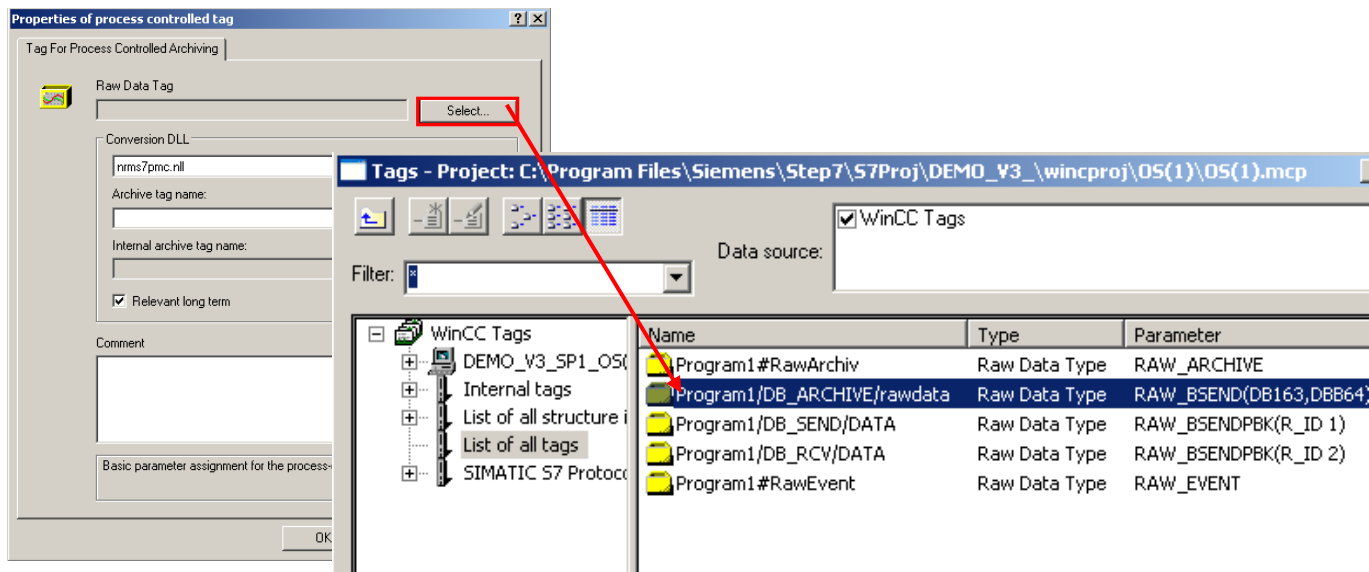 Properties of process controlled tag
Tag For Process Controlled Archiving
Raw Data Tag
Select...
Conversion DLL
nrms7pmc.nll
Archive tag name:
Internal archive tag name:
Relevant long term
Comment
Basic parameter assignment for the process-
OK
Tags - Project: C:\Program Files\Siemens\Step7\S7Proj\DEMO_V3_\wincproj\OS(1)\OS(1).mcp
Filter: *
Data source:
WinCC Tags
WinCC Tags
DEMO_V3_SP1_OS(
Internal tags
List of all structure i
List of all tags
SIMATIC S7 Protoco
Name Type Parameter
Program1#RawArchiv Raw Data Type RAW_ARCHIVE
Program1/DB_ARCHIVE/rawdata Raw Data Type RAW_BSEND(DB163,DBB64)
Program1/DB_SEND/DATA Raw Data Type RAW_BSENDPBK(R_ID 1)
Program1/DB_RCV/DATA Raw Data Type RAW_BSENDPBK(R_ID 2)
Program1#RawEvent Raw Data Type RAW_EVENT